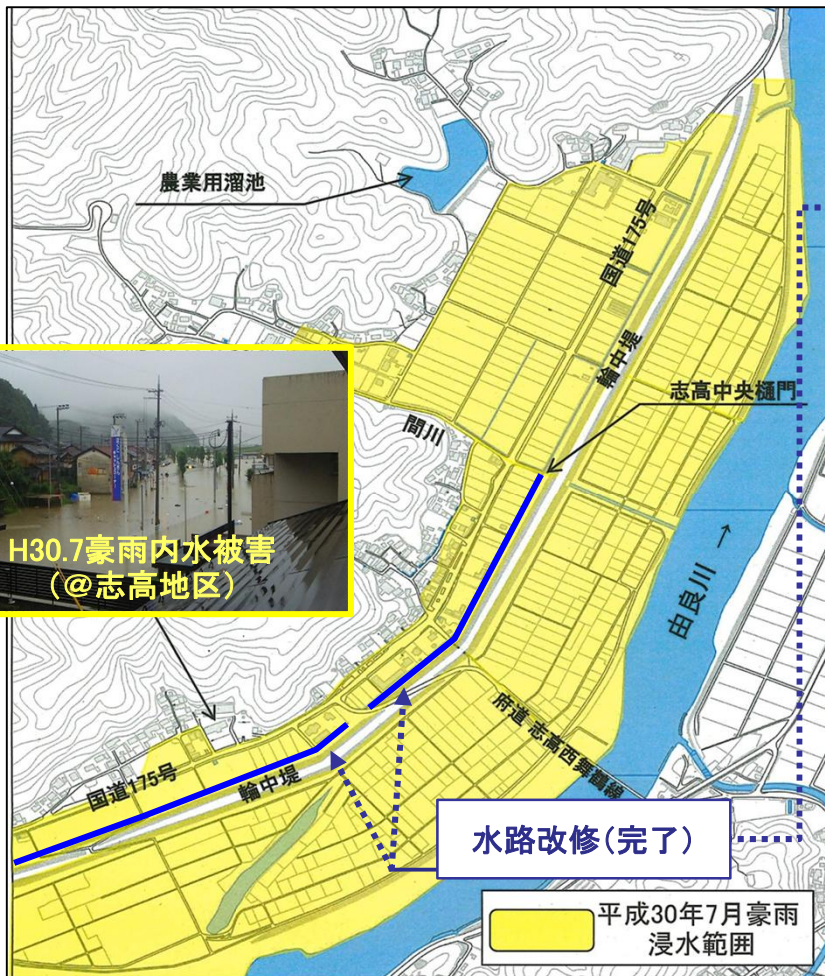 農業用溜池
国道175号
輪中堤
志高中央樋門
間川
H30.7豪雨内水被害
(@志高地区)
由良川
府道 志高西舞鶴線
国道175号
輪中堤
水路改修(完了)
平成30年7月豪雨
浸水範囲